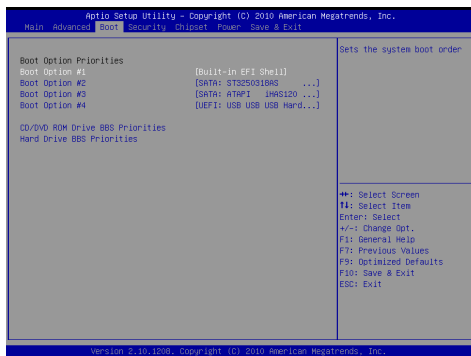 Aptio Setup Utility - Copyright (C) 2010 American Megatrends, Inc.
Main Advanced Boot Security Chipset Power Save & Exit
Boot Option Priorities
Boot Option #1 [Built-in EFI Shell]
Boot Option #2 [SATA: ST3250318AS ...]
Boot Option #3 [SATA: ATAPI iHAS120 ...]
Boot Option #4 [UEFI: USB USB USB Hard...]
CD/DVD ROM Drive BBS Priorities
Hard Drive BBS Priorities
Sets the system boot order
→←: Select Screen
↑↓: Select Item
Enter: Select
+/-: Change Opt.
F1: General Help
F7: Previous Values
F9: Optimized Defaults
F10: Save & Exit
ESC: Exit
Version 2.10.1208. Copyright (C) 2010 American Megatrends, Inc.